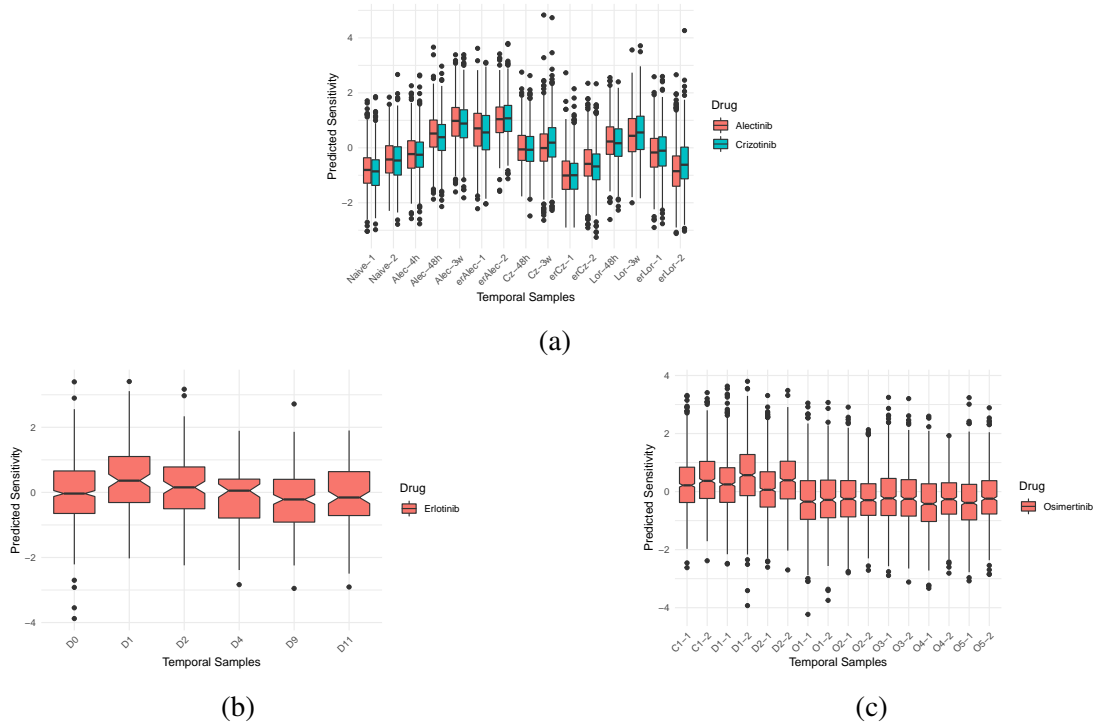 4
2
0
−2
Predicted Sensitivity
Naive−1
Naive−2
Alec−4h
Alec−48h
Alec−3w
erAlec−1
erAlec−2
Cz−48h
Cz−3w
erCz−1
erCz−2
Lor−48h
Lor−3w
erLor−1
erLor−2
Temporal Samples
Drug
Alectinib
Crizotinib
(a)
2
0
−2
−4
Predicted Sensitivity
D0
D1
D2
D4
D9
D11
Temporal Samples
Drug
Erlotinib
(b)
4
2
0
−2
−4
Predicted Sensitivity
C1−1
C1−2
D1−1
D1−2
D2−1
D2−2
O1−1
O1−2
O2−1
O2−2
O3−1
O3−2
O4−1
O4−2
O5−1
O5−2
Temporal Samples
Drug
Osimertinib
(c)